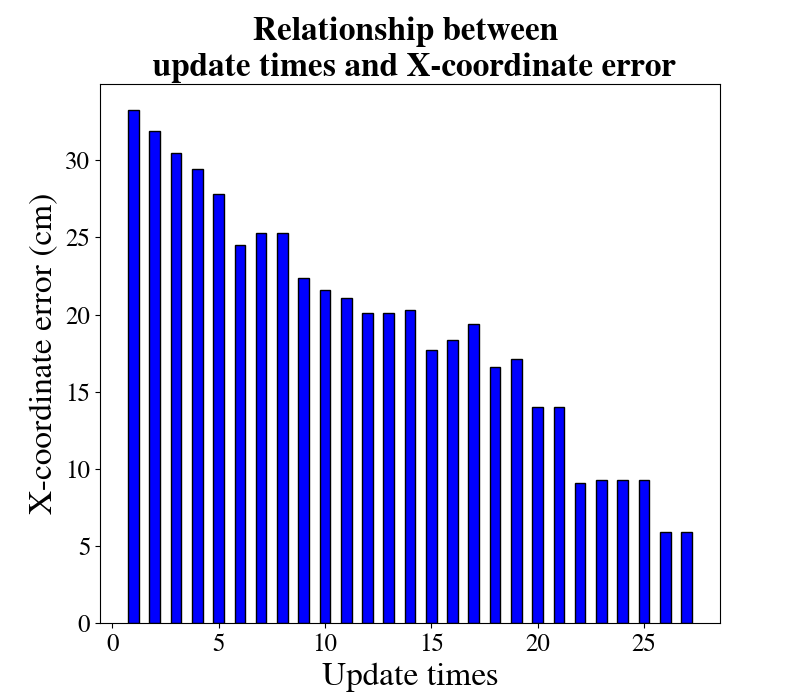 Relationship between
update times and X-coordinate error
X-coordinate error (cm)
30
25
20
15
10
5
0
0 5 10 15 20 25
Update times